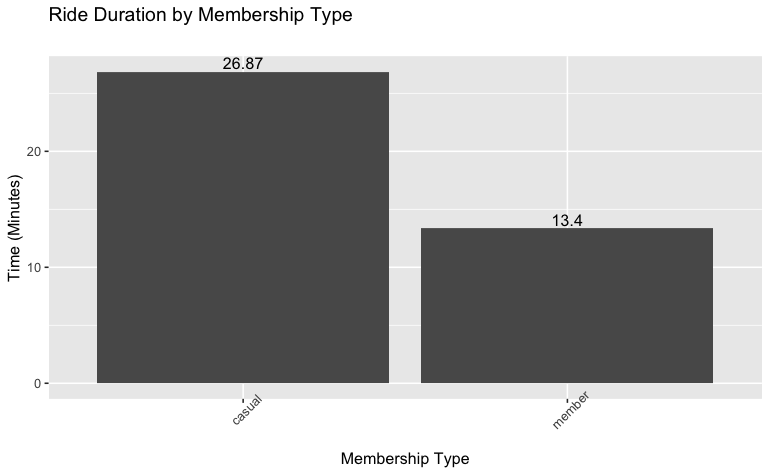 Ride Duration by Membership Type
26.87
13.4
20
10
0
Time (Minutes)
casual
member
Membership Type